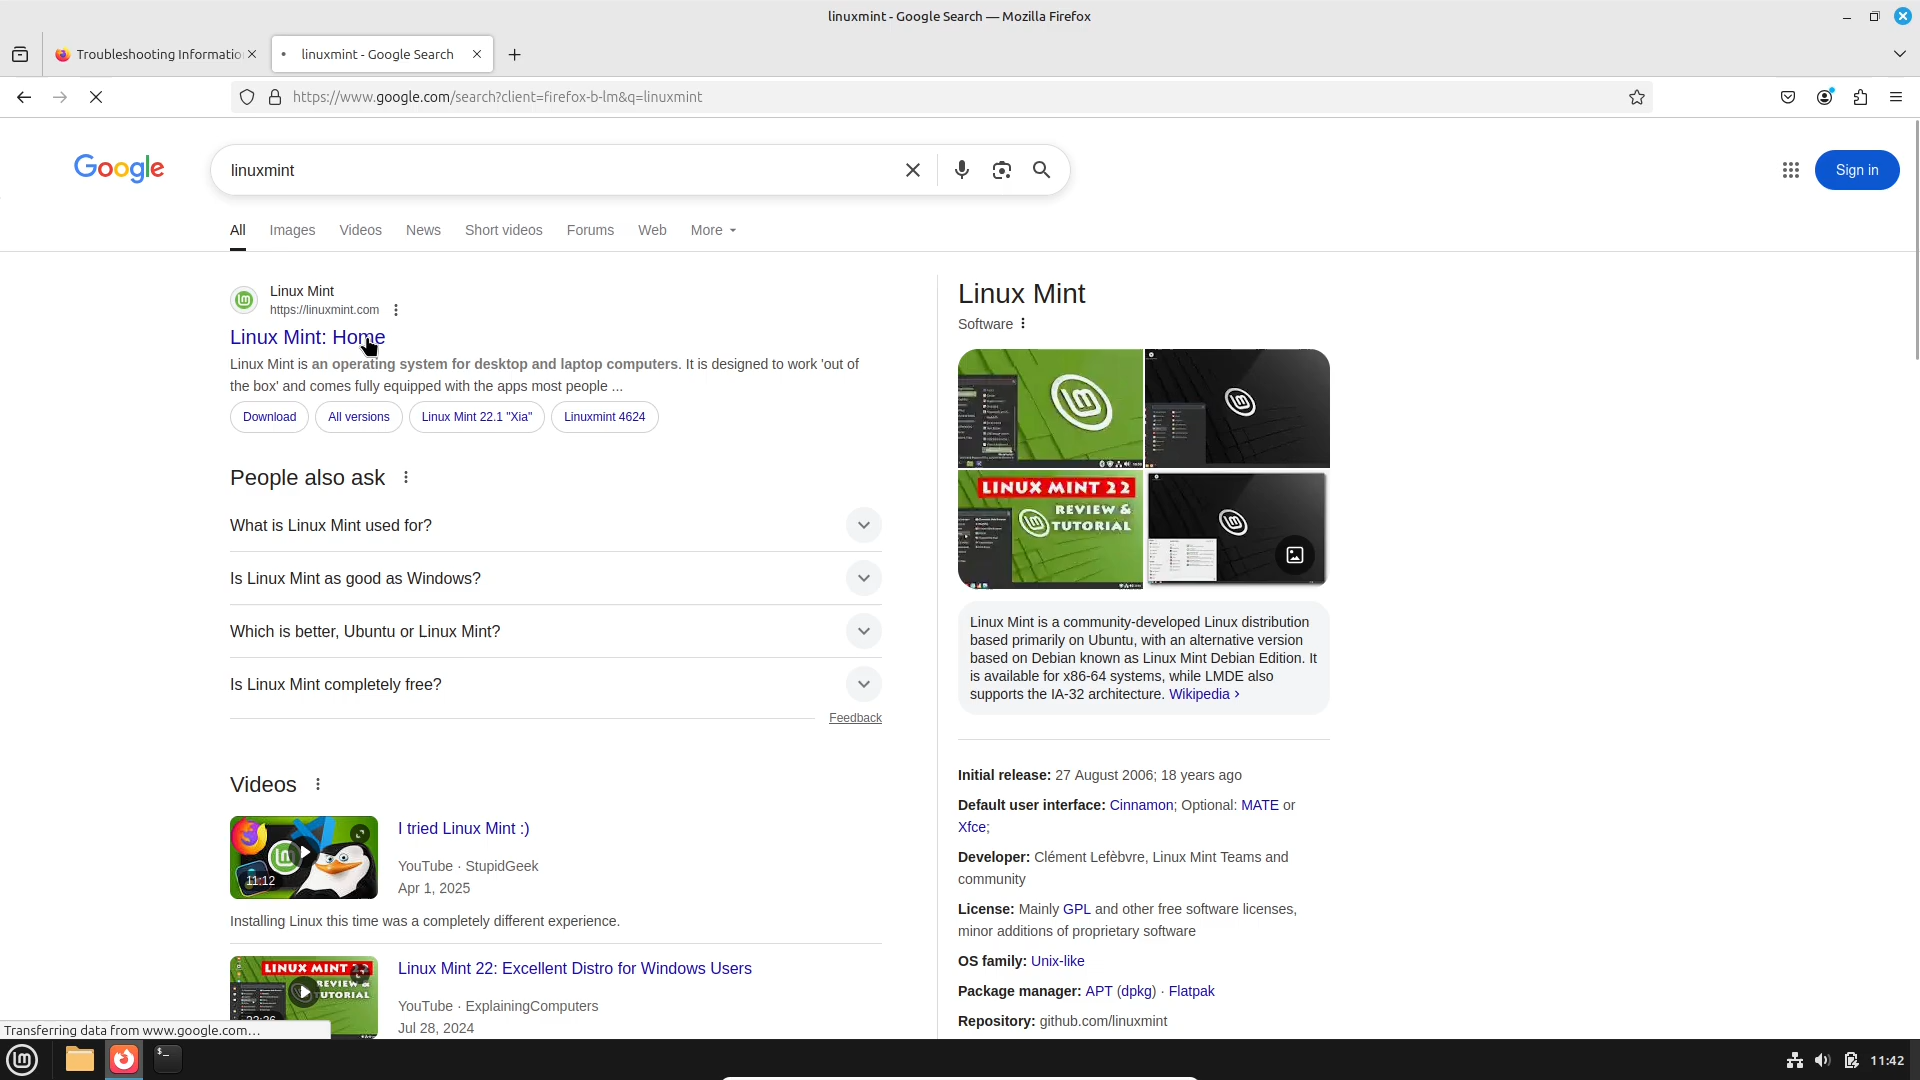 linuxmint - Google Search — Mozilla Firefox
Troubleshooting Informatio
linuxmint - Google Search
https://www.google.com/search?client=firefox-b-lm&q=linuxmint
Google
linuxmint
Sign in
All
Images
Videos
News
Short videos
Forums
Web
More
Linux Mint
https://linuxmint.com
Linux Mint: Home
Linux Mint is an operating system for desktop and laptop computers. It is designed to work 'out of
the box' and comes fully equipped with the apps most people ...
Download
All versions
Linux Mint 22.1 "Xia"
Linuxmint 4624
People also ask
What is Linux Mint used for?
Is Linux Mint as good as Windows?
Which is better, Ubuntu or Linux Mint?
Is Linux Mint completely free?
Feedback
Videos
11:12
I tried Linux Mint :)
YouTube · StupidGeek
Apr 1, 2025
Installing Linux this time was a completely different experience.
LINUX MINT 22
REVIEW &
TUTORIAL
Linux Mint 22: Excellent Distro for Windows Users
YouTube · ExplainingComputers
Jul 28, 2024
Linux Mint
Software
LINUX MINT 22
REVIEW &
TUTORIAL
Linux Mint is a community-developed Linux distribution
based primarily on Ubuntu, with an alternative version
based on Debian known as Linux Mint Debian Edition. It
is available for x86-64 systems, while LMDE also
supports the IA-32 architecture. Wikipedia
Initial release: 27 August 2006; 18 years ago
Default user interface: Cinnamon; Optional: MATE or
Xfce;
Developer: Clément Lefèbvre, Linux Mint Teams and
community
License: Mainly GPL and other free software licenses,
minor additions of proprietary software
OS family: Unix-like
Package manager: APT (dpkg) · Flatpak
Repository: github.com/linuxmint
Transferring data from www.google.com…
11:42